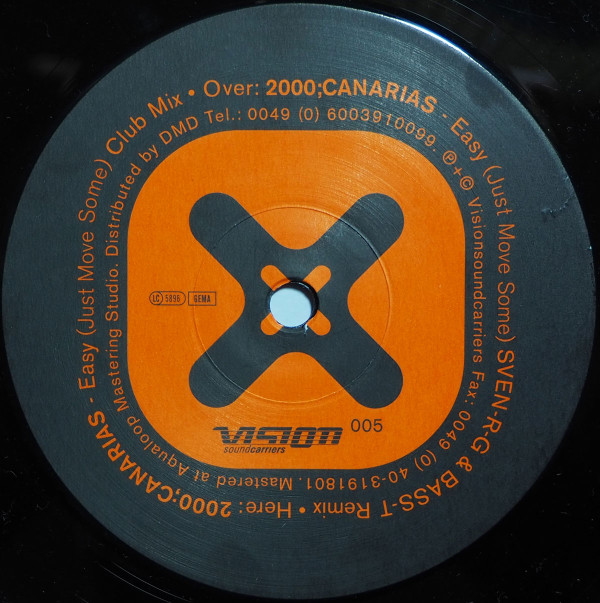 Here: 2000;CANARIAS - Easy (Just Move Some) Club Mix • Over: 2000;CANARIAS - Easy (Just Move Some) SVEN-R-G & BASS-T Remix •
Mastered at Aqualoop Mastering Studio. Distributed by DMD Tel.: 0049 (0) 6003910099. ℗+© Visionsoundcarriers Fax: 0049 (0) 40-3191801.
LC 5896 GEMA
VISION 005
soundcarriers